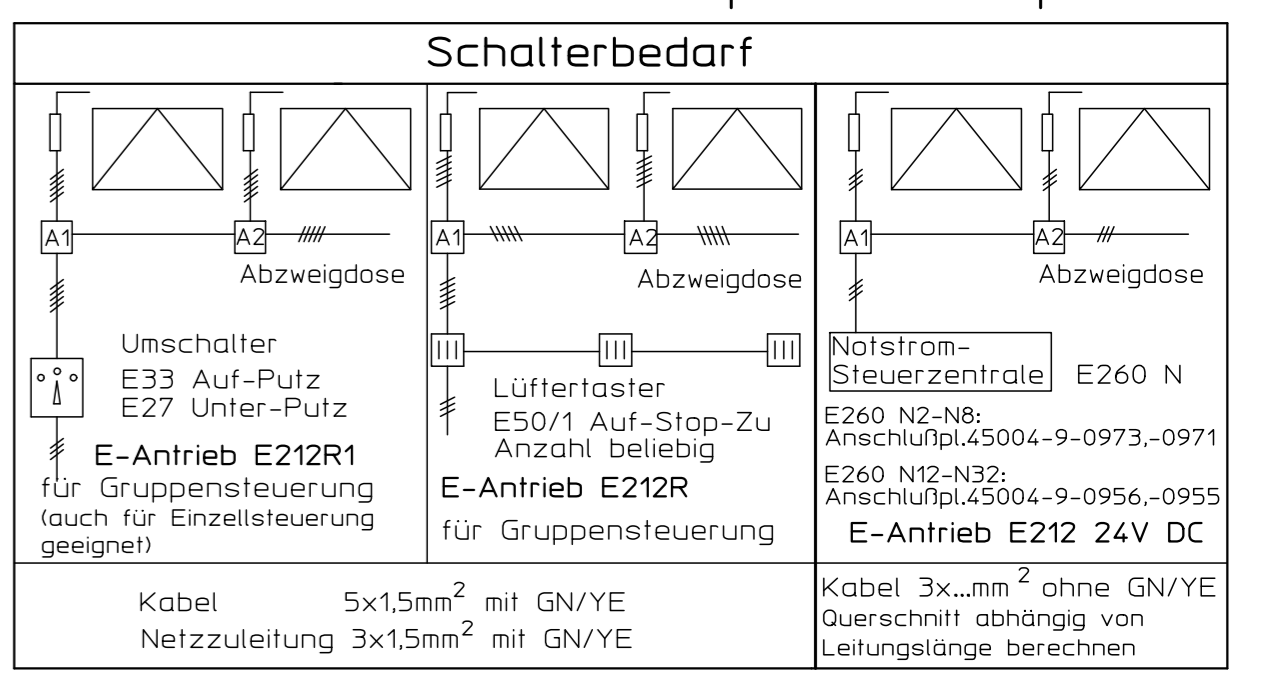 Schalterbedarf
A1
A2
Abzweigdose
Umschalter
E33 Auf-Putz
E27 Unter-Putz
E-Antrieb E212R1
für Gruppensteuerung
(auch für Einzellsteuerung
geeignet)
A1
A2
Abzweigdose
Lüftertaster
E50/1 Auf-Stop-Zu
Anzahl beliebig
E-Antrieb E212R
für Gruppensteuerung
A1
A2
Abzweigdose
Notstrom-
Steuerzentrale
E260 N
E260 N2-N8:
Anschlußpl.45004-9-0973,-0971
E260 N12-N32:
Anschlußpl.45004-9-0956,-0955
E-Antrieb E212 24V DC
Kabel 5x1,5mm² mit GN/YE
Netzzuleitung 3x1,5mm² mit GN/YE
Kabel 3x...mm² ohne GN/YE
Querschnitt abhängig von
Leitungslänge berechnen